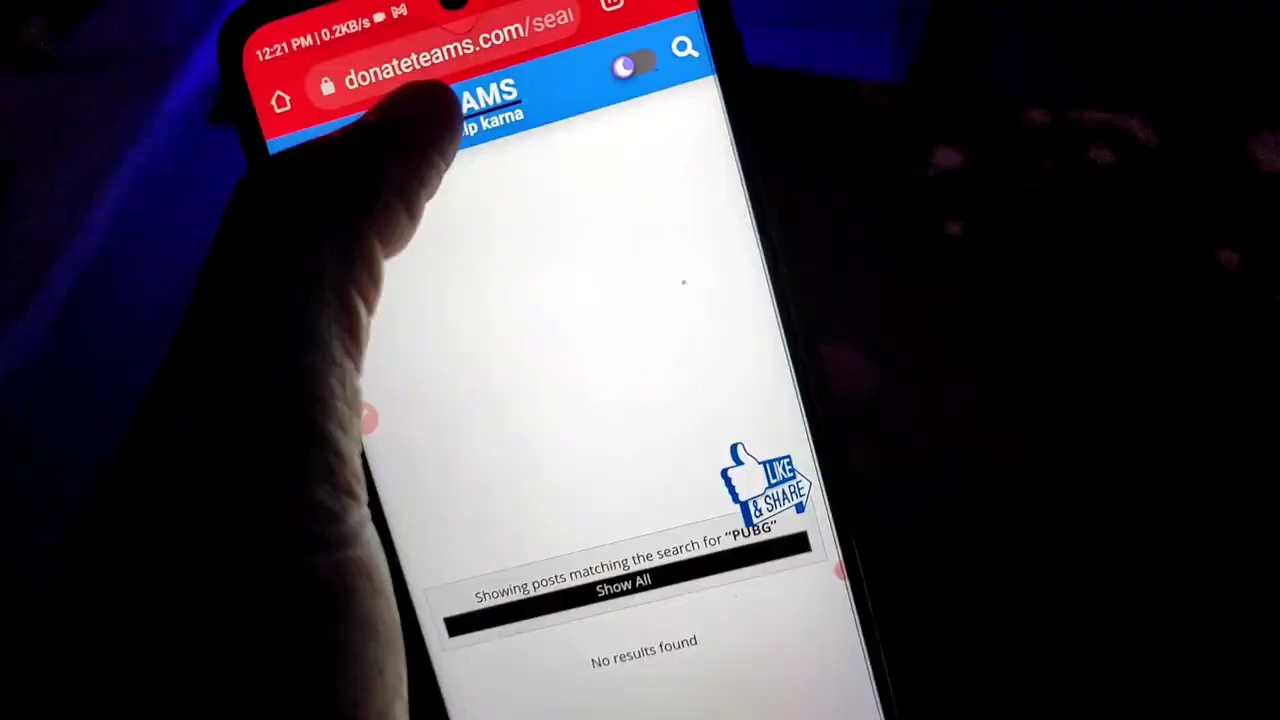 12:21 PM | 0.2KB/s
donateteams.com/sear
AMS
lp karna
LIKE
& SHARE
Showing posts matching the search for "PUBG"
Show All
No results found